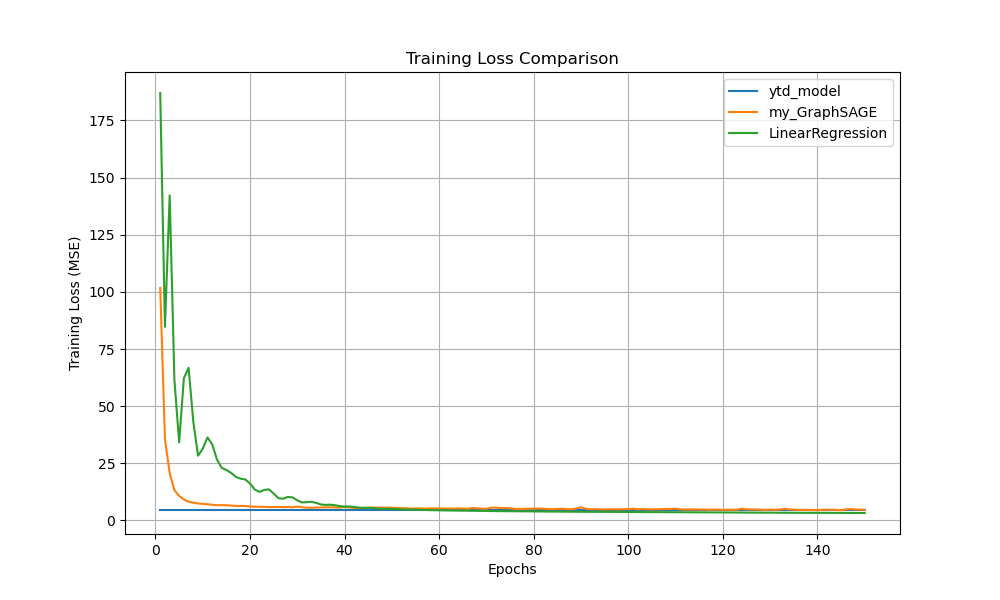 Training Loss Comparison
ytd_model
my_GraphSAGE
LinearRegression
Training Loss (MSE)
175
150
125
100
75
50
25
0
0 20 40 60 80 100 120 140
Epochs